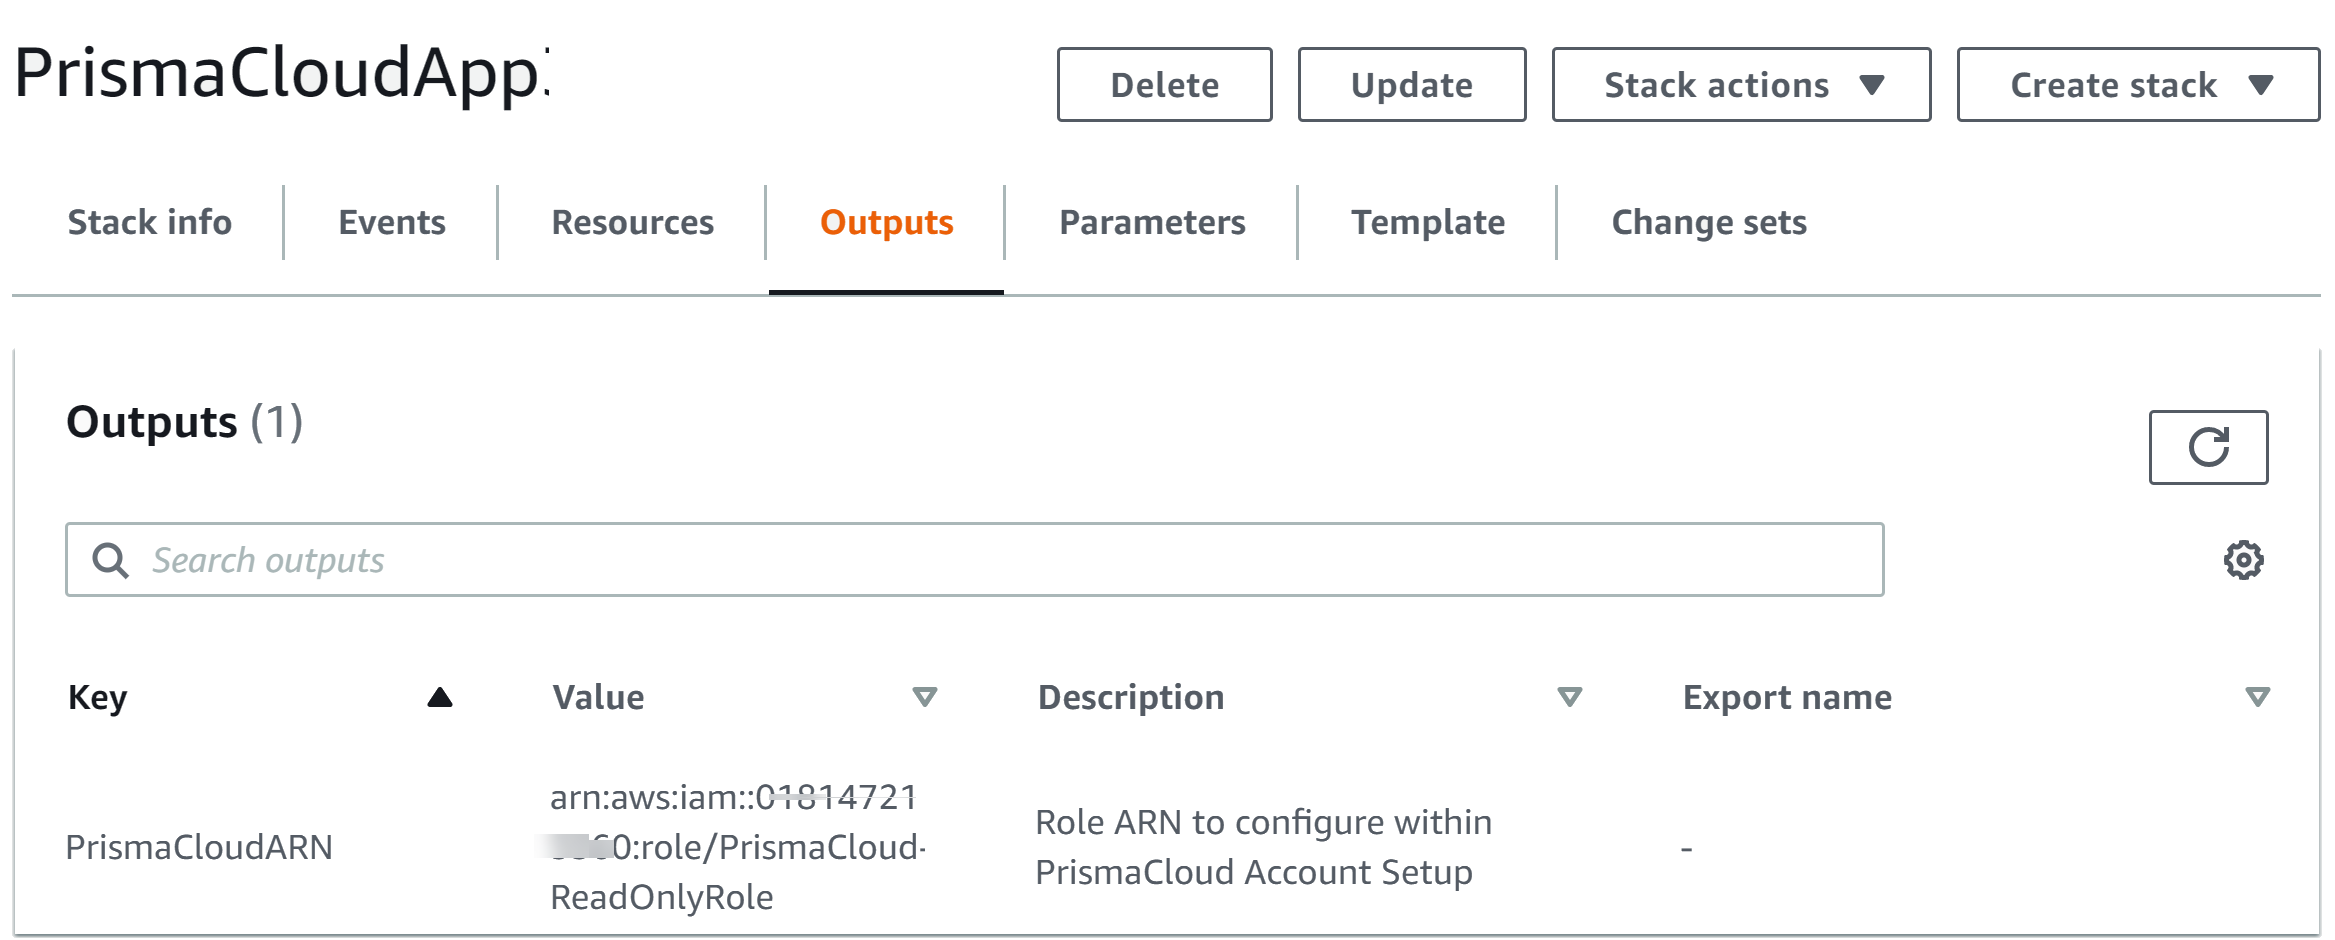 PrismaCloudApp
Delete
Update
Stack actions
Create stack
Stack info
Events
Resources
Outputs
Parameters
Template
Change sets
Outputs (1)
Search outputs
Key
Value
Description
Export name
PrismaCloudARN
arn:aws:iam::01814721
0:role/PrismaCloud-
ReadOnlyRole
Role ARN to configure within
PrismaCloud Account Setup
-